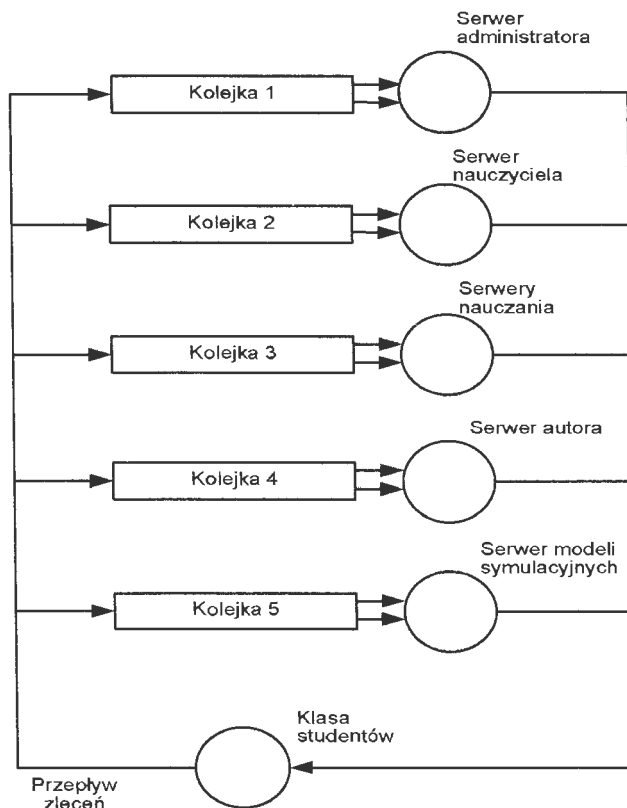 Serwer
administratora
Kolejka 1
Serwer
nauczyciela
Kolejka 2
Serwery
nauczania
Kolejka 3
Serwer autora
Kolejka 4
Serwer modeli
symulacyjnych
Kolejka 5
Klasa
studentów
Przepływ
zleceń